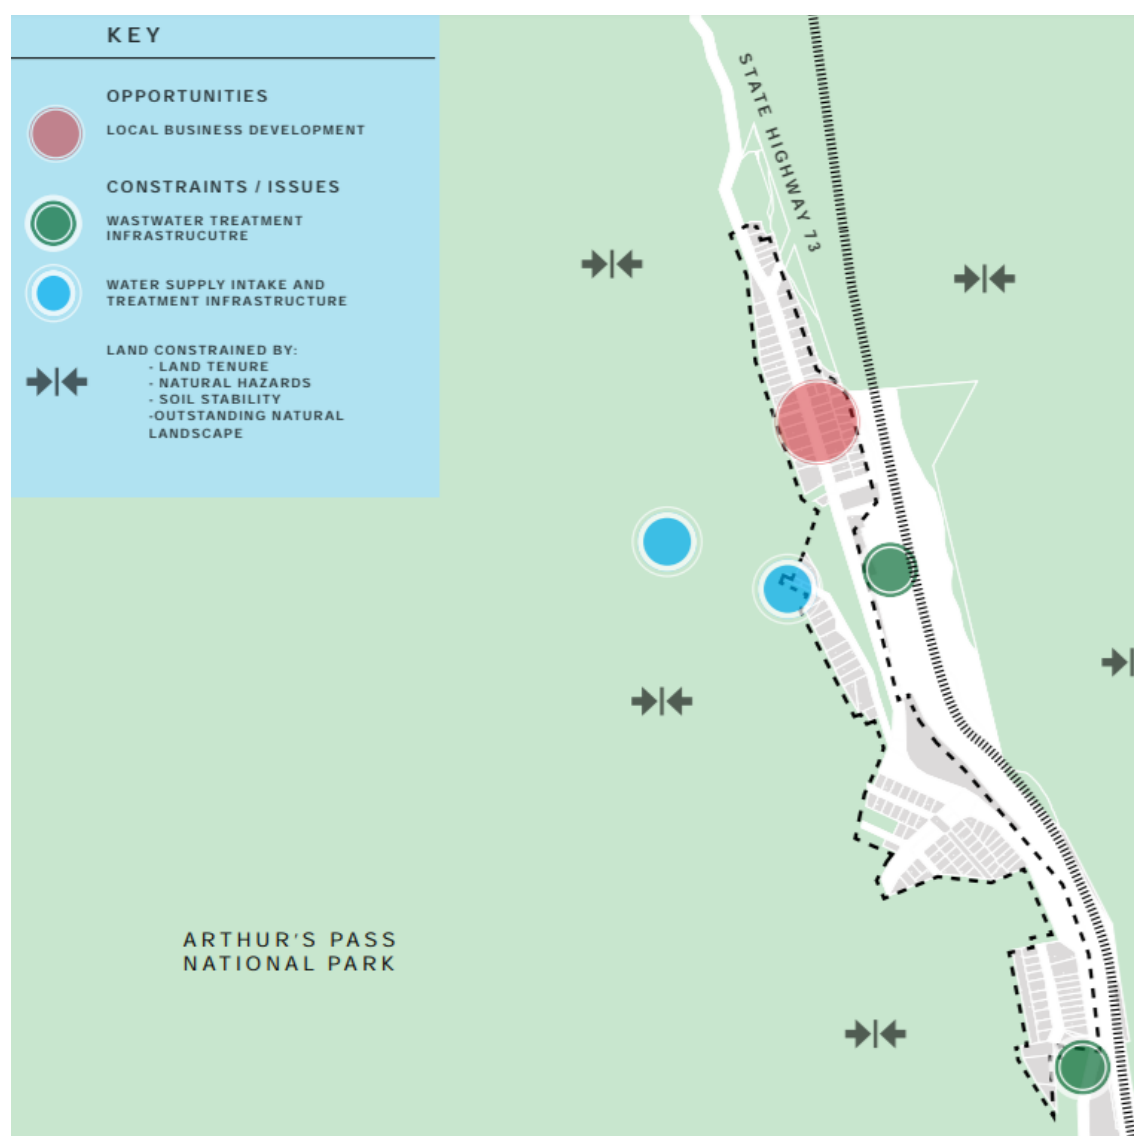 KEY
OPPORTUNITIES
LOCAL BUSINESS DEVELOPMENT
CONSTRAINTS / ISSUES
WASTWATER TREATMENT
INFRASTRUCUTRE
WATER SUPPLY INTAKE AND
TREATMENT INFRASTRUCTURE
LAND CONSTRAINED BY:
- LAND TENURE
- NATURAL HAZARDS
- SOIL STABILITY
-OUTSTANDING NATURAL
LANDSCAPE
STATE HIGHWAY 73
ARTHUR'S PASS
NATIONAL PARK